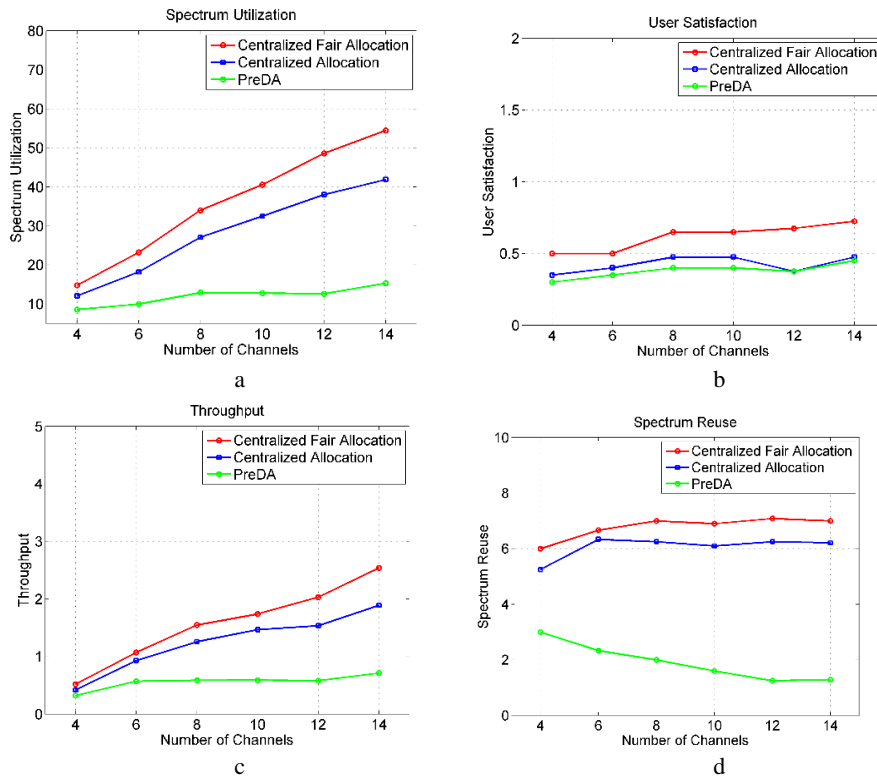 Spectrum Utilization
80
70
60
50
40
30
20
10
Spectrum Utilization
Centralized Fair Allocation
Centralized Allocation
PreDA
4 6 8 10 12 14
Number of Channels
a
User Satisfaction
2
1.5
1
0.5
0
User Satisfaction
Centralized Fair Allocation
Centralized Allocation
PreDA
4 6 8 10 12 14
Number of Channels
b
Throughput
5
4
3
2
1
0
Throughput
Centralized Fair Allocation
Centralized Allocation
PreDA
4 6 8 10 12 14
Number of Channels
c
Spectrum Reuse
10
8
6
4
2
0
Spectrum Reuse
Centralized Fair Allocation
Centralized Allocation
PreDA
4 6 8 10 12 14
Number of Channels
d